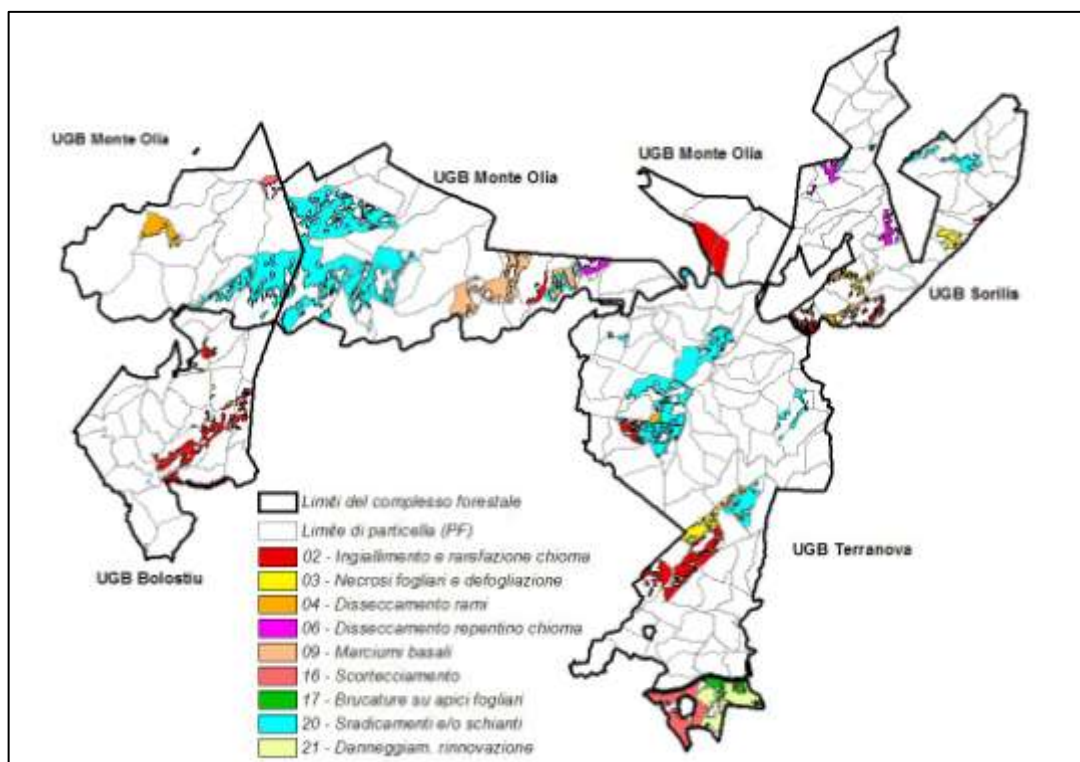 UGB Monte Olia
UGB Monte Olia
UGB Monte Olia
UGB Sorilis
UGB Bolostiu
UGB Terranova
Limiti del complesso forestale
Limite di particella (PF)
02 - Ingiallimento e rarefazione chioma
03 - Necrosi fogliari e defogliazione
04 - Disseccamento rami
06 - Disseccamento repentino chioma
09 - Marciumi basali
16 - Scortecciamento
17 - Brucature su apici fogliari
20 - Sradicamenti e/o schianti
21 - Danneggiam. rinnovazione